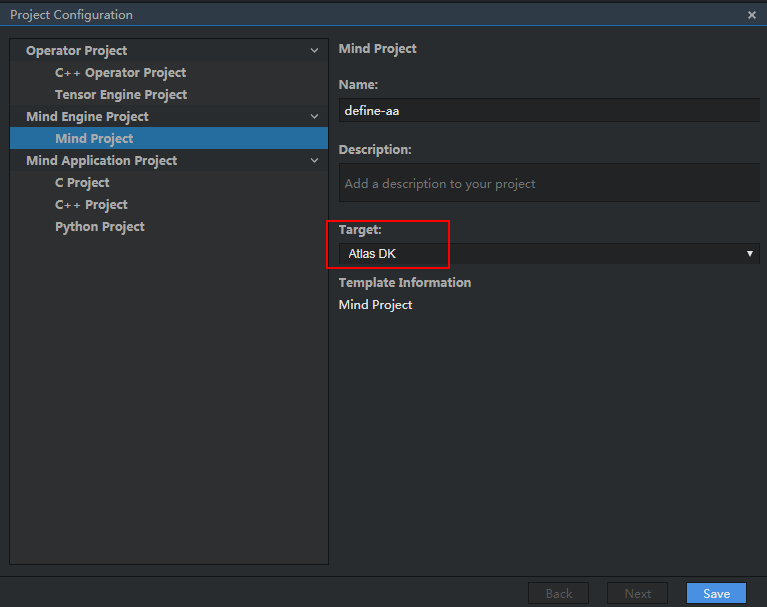 Project Configuration
Operator Project
C++ Operator Project
Tensor Engine Project
Mind Engine Project
Mind Project
Mind Application Project
C Project
C++ Project
Python Project
Mind Project
Name:
define-aa
Description:
Add a description to your project
Target:
Atlas DK
Template Information
Mind Project
Back
Next
Save